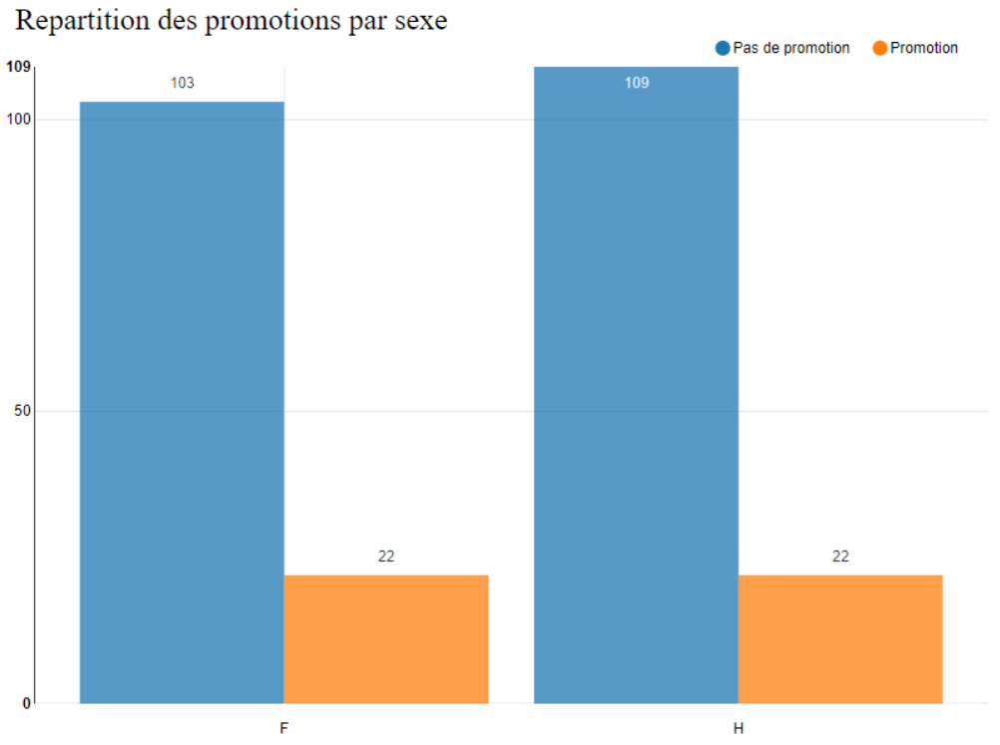 Repartition des promotions par sexe
Pas de promotion Promotion
109
103
109
100
50
22
22
0
F H